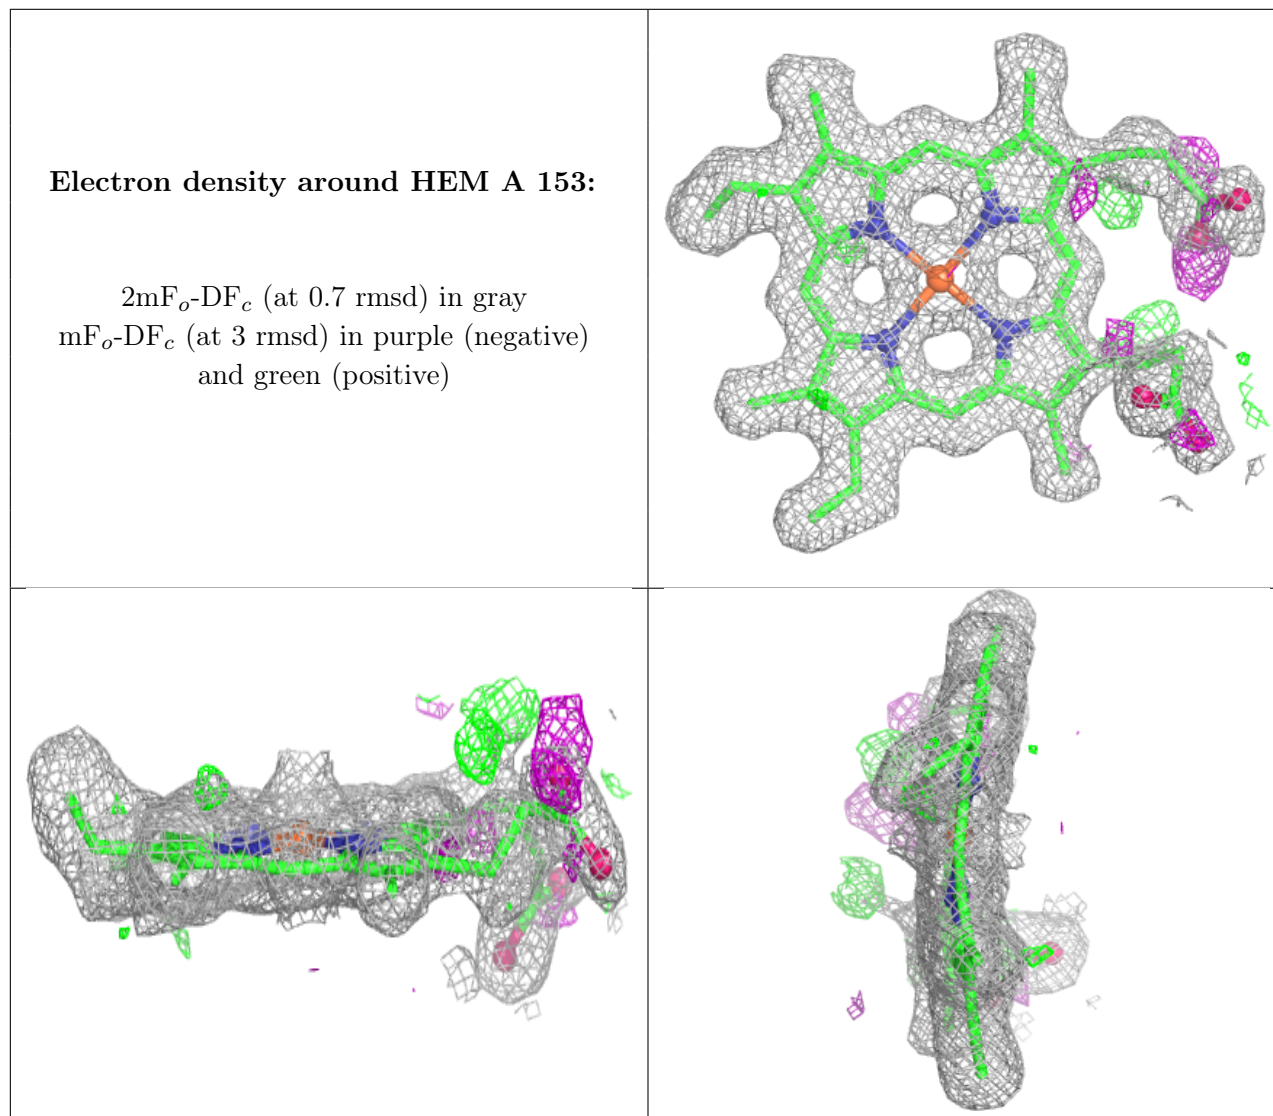 Electron density around HEM A 153:
2mFo-DFc (at 0.7 rmsd) in gray
mFo-DFc (at 3 rmsd) in purple (negative)
and green (positive)